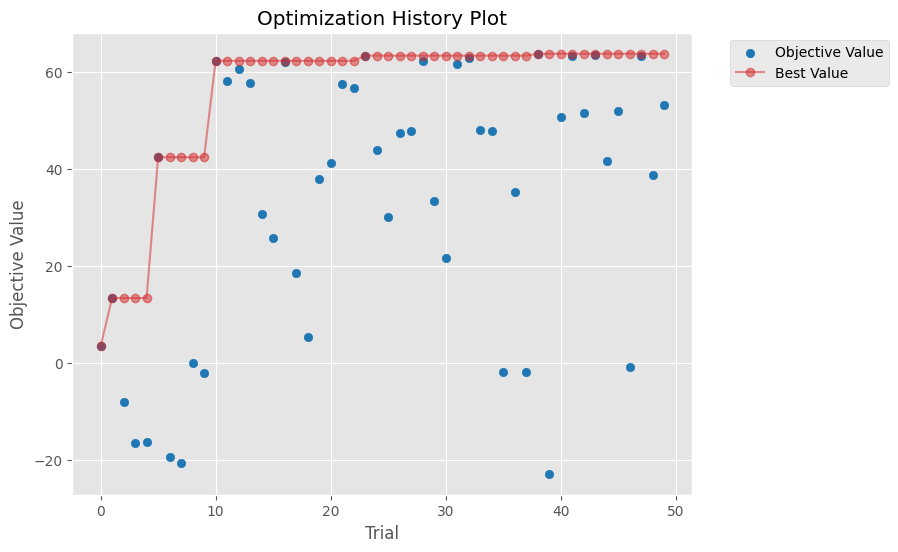 Optimization History Plot
Objective Value
Best Value
Objective Value
60
40
20
0
−20
0 10 20 30 40 50
Trial